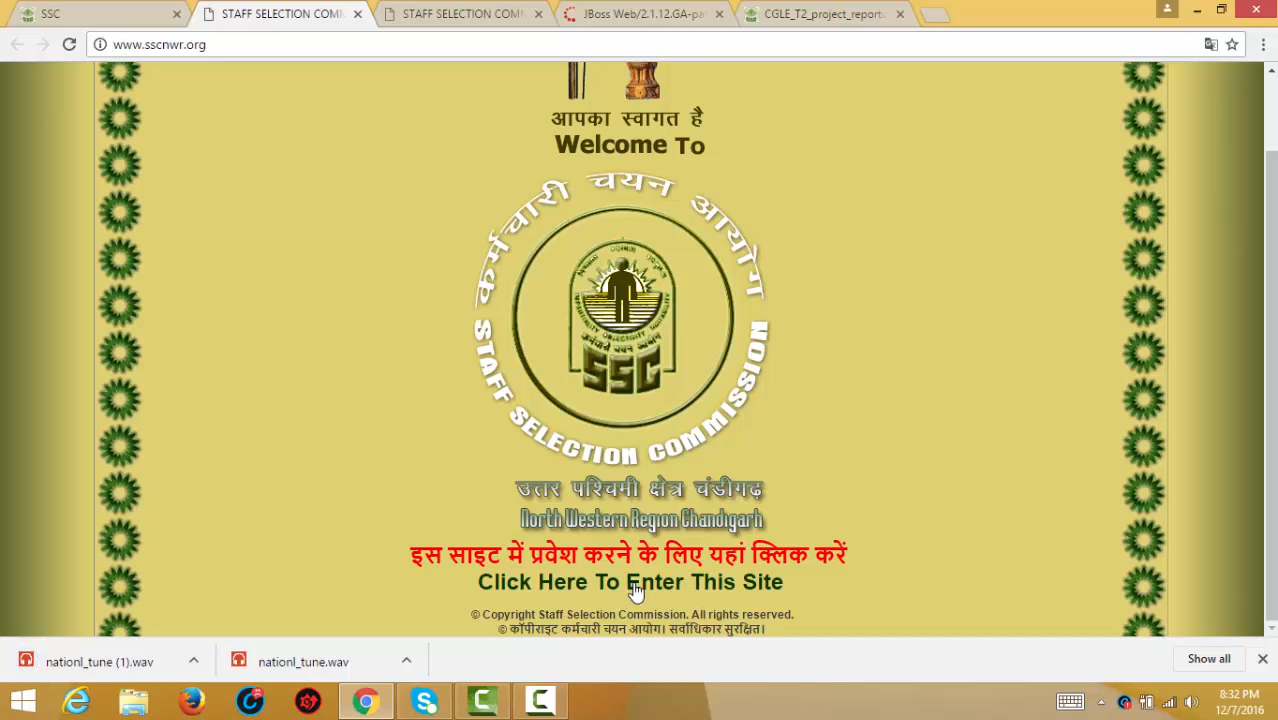 SSC
STAFF SELECTION COMM
STAFF SELECTION COMM
JBoss Web/2.1.12.GA-pa
CGLE_T2_project_reports
www.sscnwr.org
आपका स्वागत है
Welcome To
कर्मचारी चयन आयोग
SSC
STAFF SELECTION COMMISSION
उत्तर पश्चिमी क्षेत्र चंडीगढ़
North Western Region Chandigarh
इस साइट में प्रवेश करने के लिए यहां क्लिक करें
Click Here To Enter This Site
© Copyright Staff Selection Commission. All rights reserved.
© कॉपीराइट कर्मचारी चयन आयोग। सर्वाधिकार सुरक्षित।
nationl_tune (1).wav
nationl_tune.wav
Show all
8:32 PM
12/7/2016